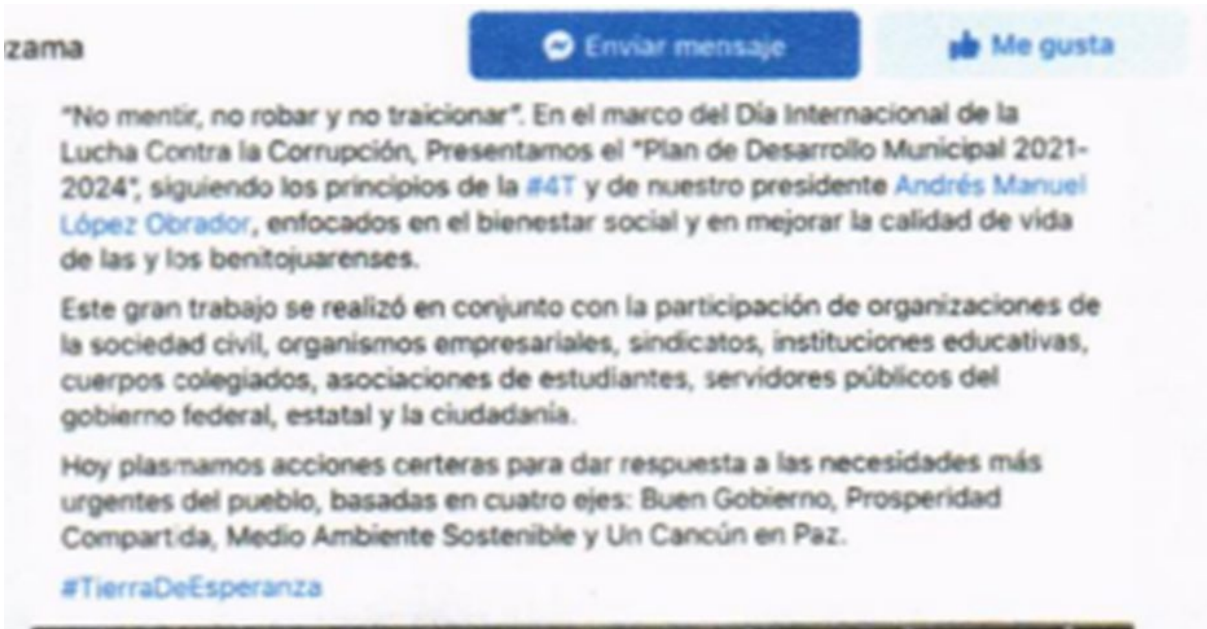 zama
Enviar mensaje
Me gusta
"No mentir, no robar y no traicionar". En el marco del Día Internacional de la
Lucha Contra la Corrupción, Presentamos el "Plan de Desarrollo Municipal 2021-
2024", siguiendo los principios de la #4T y de nuestro presidente Andrés Manuel
López Obrador, enfocados en el bienestar social y en mejorar la calidad de vida
de las y los benitojuarenses.
Este gran trabajo se realizó en conjunto con la participación de organizaciones de
la sociedad civil, organismos empresariales, sindicatos, instituciones educativas,
cuerpos colegiados, asociaciones de estudiantes, servidores públicos del
gobierno federal, estatal y la ciudadanía.
Hoy plasmamos acciones certeras para dar respuesta a las necesidades más
urgentes del pueblo, basadas en cuatro ejes: Buen Gobierno, Prosperidad
Compartida, Medio Ambiente Sostenible y Un Cancún en Paz.
#TierraDeEsperanza